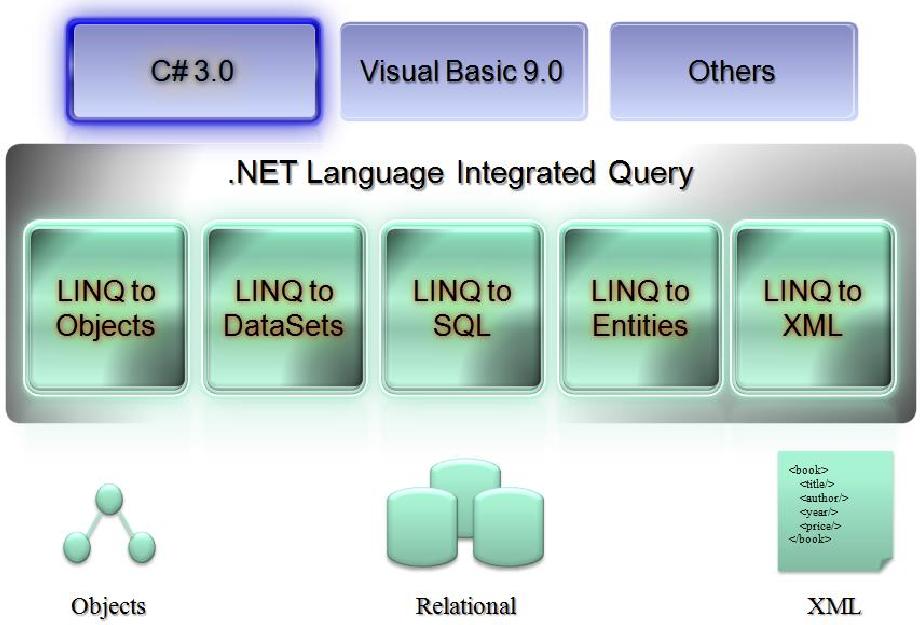 C# 3.0
Visual Basic 9.0
Others
.NET Language Integrated Query
LINQ to
Objects
LINQ to
DataSets
LINQ to
SQL
LINQ to
Entities
LINQ to
XML
<book>
<title/>
<author/>
<year/>
<price/>
</book>
Objects
Relational
XML